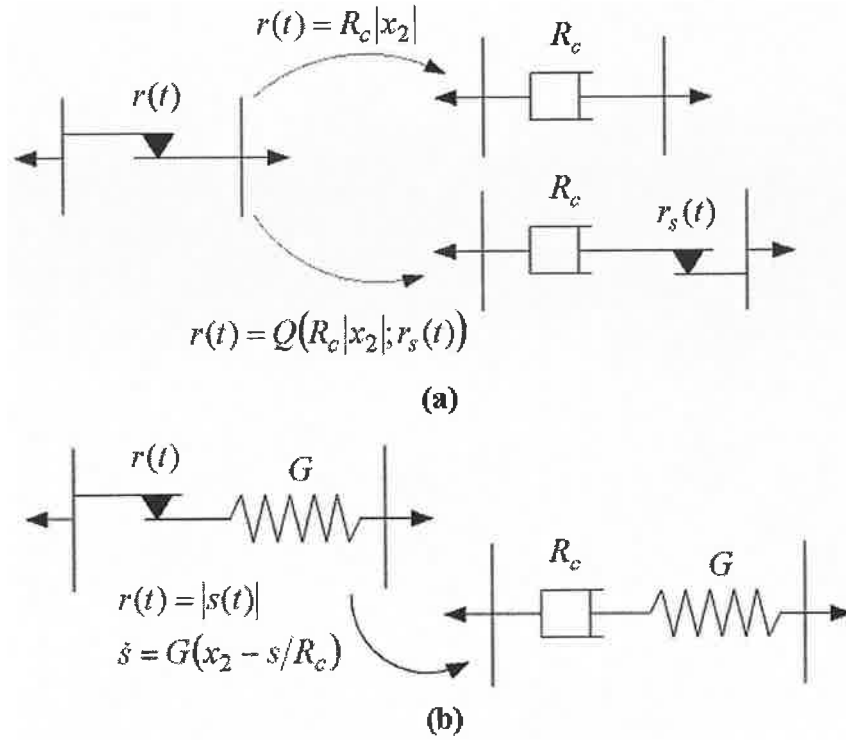 r(t) = R_c|x_2|
R_c
r(t)
R_c
r_s(t)
r(t) = Q(R_c|x_2|; r_s(t))
(a)
r(t)
G
R_c
G
r(t) = |s(t)|
ṡ = G(x_2 − s/R_c)
(b)